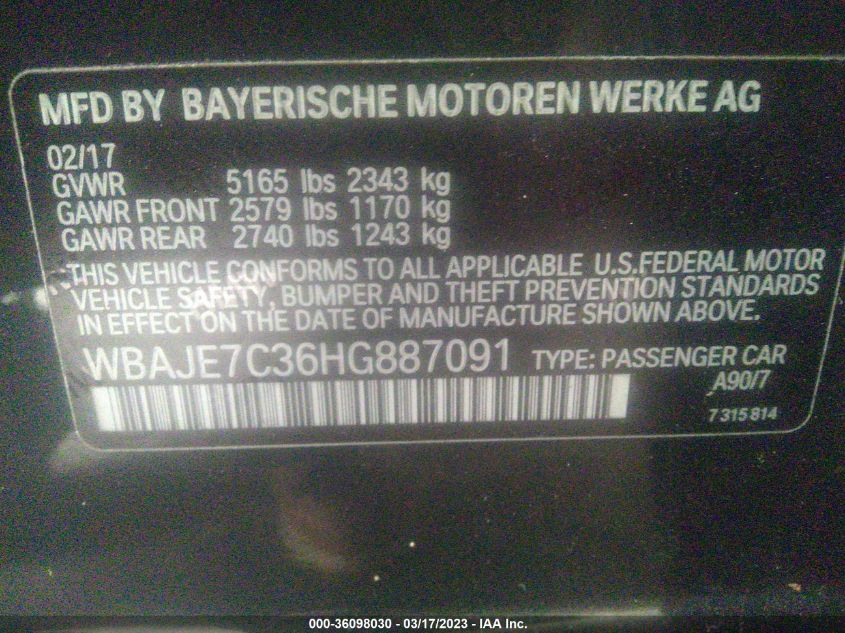 MFD BY BAYERISCHE MOTOREN WERKE AG
02/17
GVWR 5165 lbs 2343 kg
GAWR FRONT 2579 lbs 1170 kg
GAWR REAR 2740 lbs 1243 kg
THIS VEHICLE CONFORMS TO ALL APPLICABLE U.S.FEDERAL MOTOR
VEHICLE SAFETY, BUMPER AND THEFT PREVENTION STANDARDS
IN EFFECT ON THE DATE OF MANUFACTURE SHOWN ABOVE.
WBAJE7C36HG887091 TYPE: PASSENGER CAR
A90/7
7 315 814
000-36098030 - 03/17/2023 - IAA Inc.